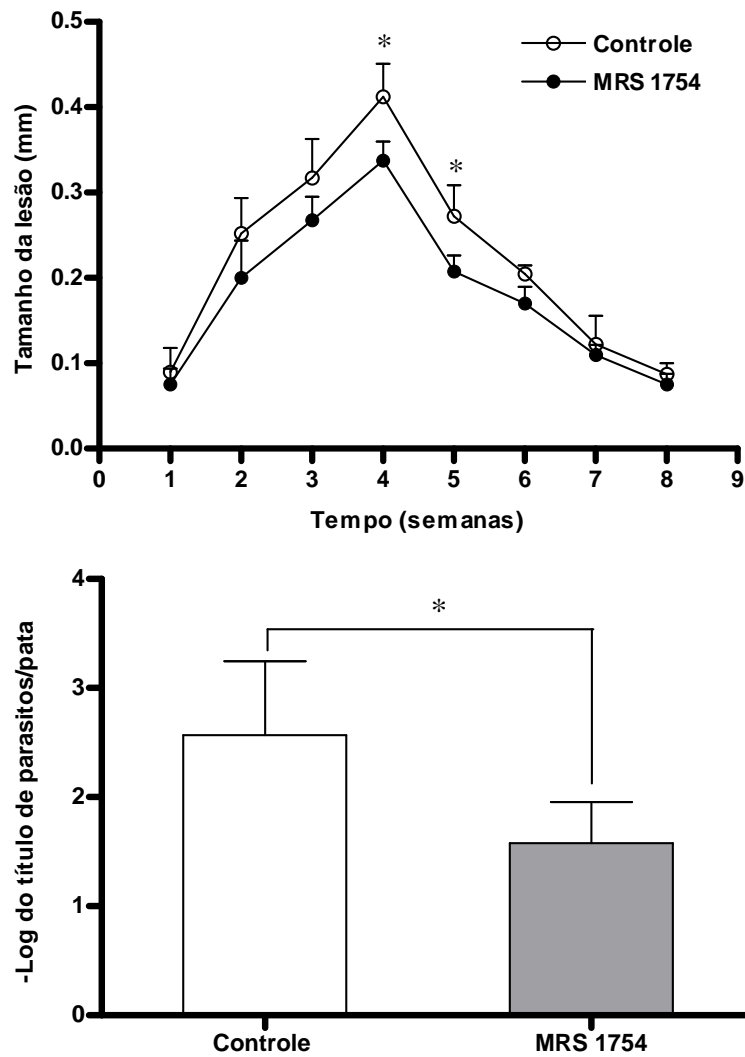 0.5
0.4
0.3
0.2
0.1
0.0
Tamanho da lesão (mm)
* 
*
Controle
MRS 1754
0 1 2 3 4 5 6 7 8 9
Tempo (semanas)
4
3
2
1
0
-Log do título de parasitos/pata
*
Controle MRS 1754